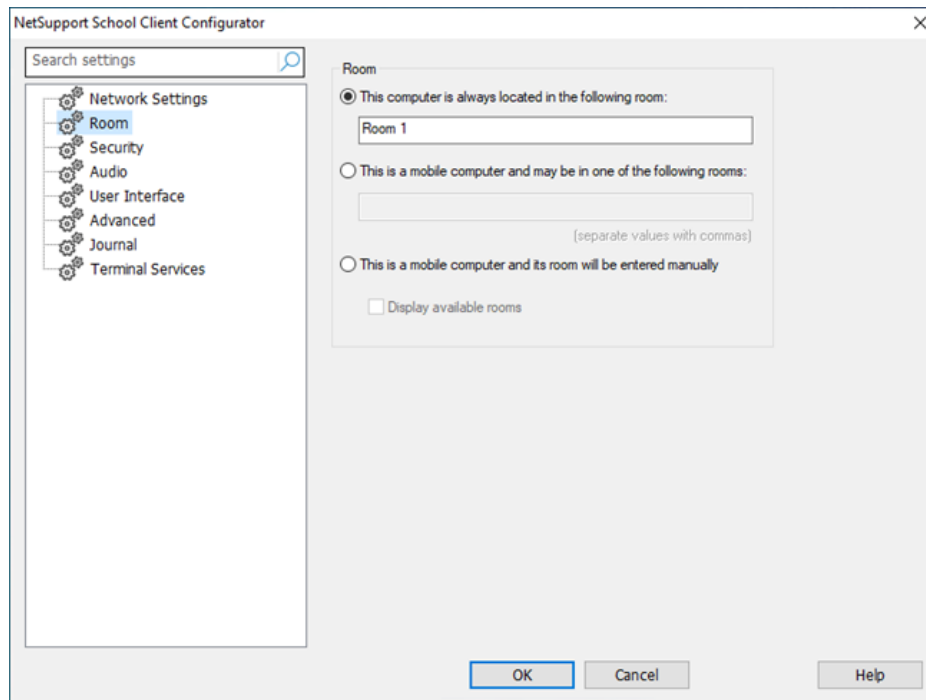 NetSupport School Client Configurator
Search settings
Network Settings
Room
Security
Audio
User Interface
Advanced
Journal
Terminal Services
Room
This computer is always located in the following room:
Room 1
This is a mobile computer and may be in one of the following rooms:
(separate values with commas)
This is a mobile computer and its room will be entered manually
Display available rooms
OK
Cancel
Help